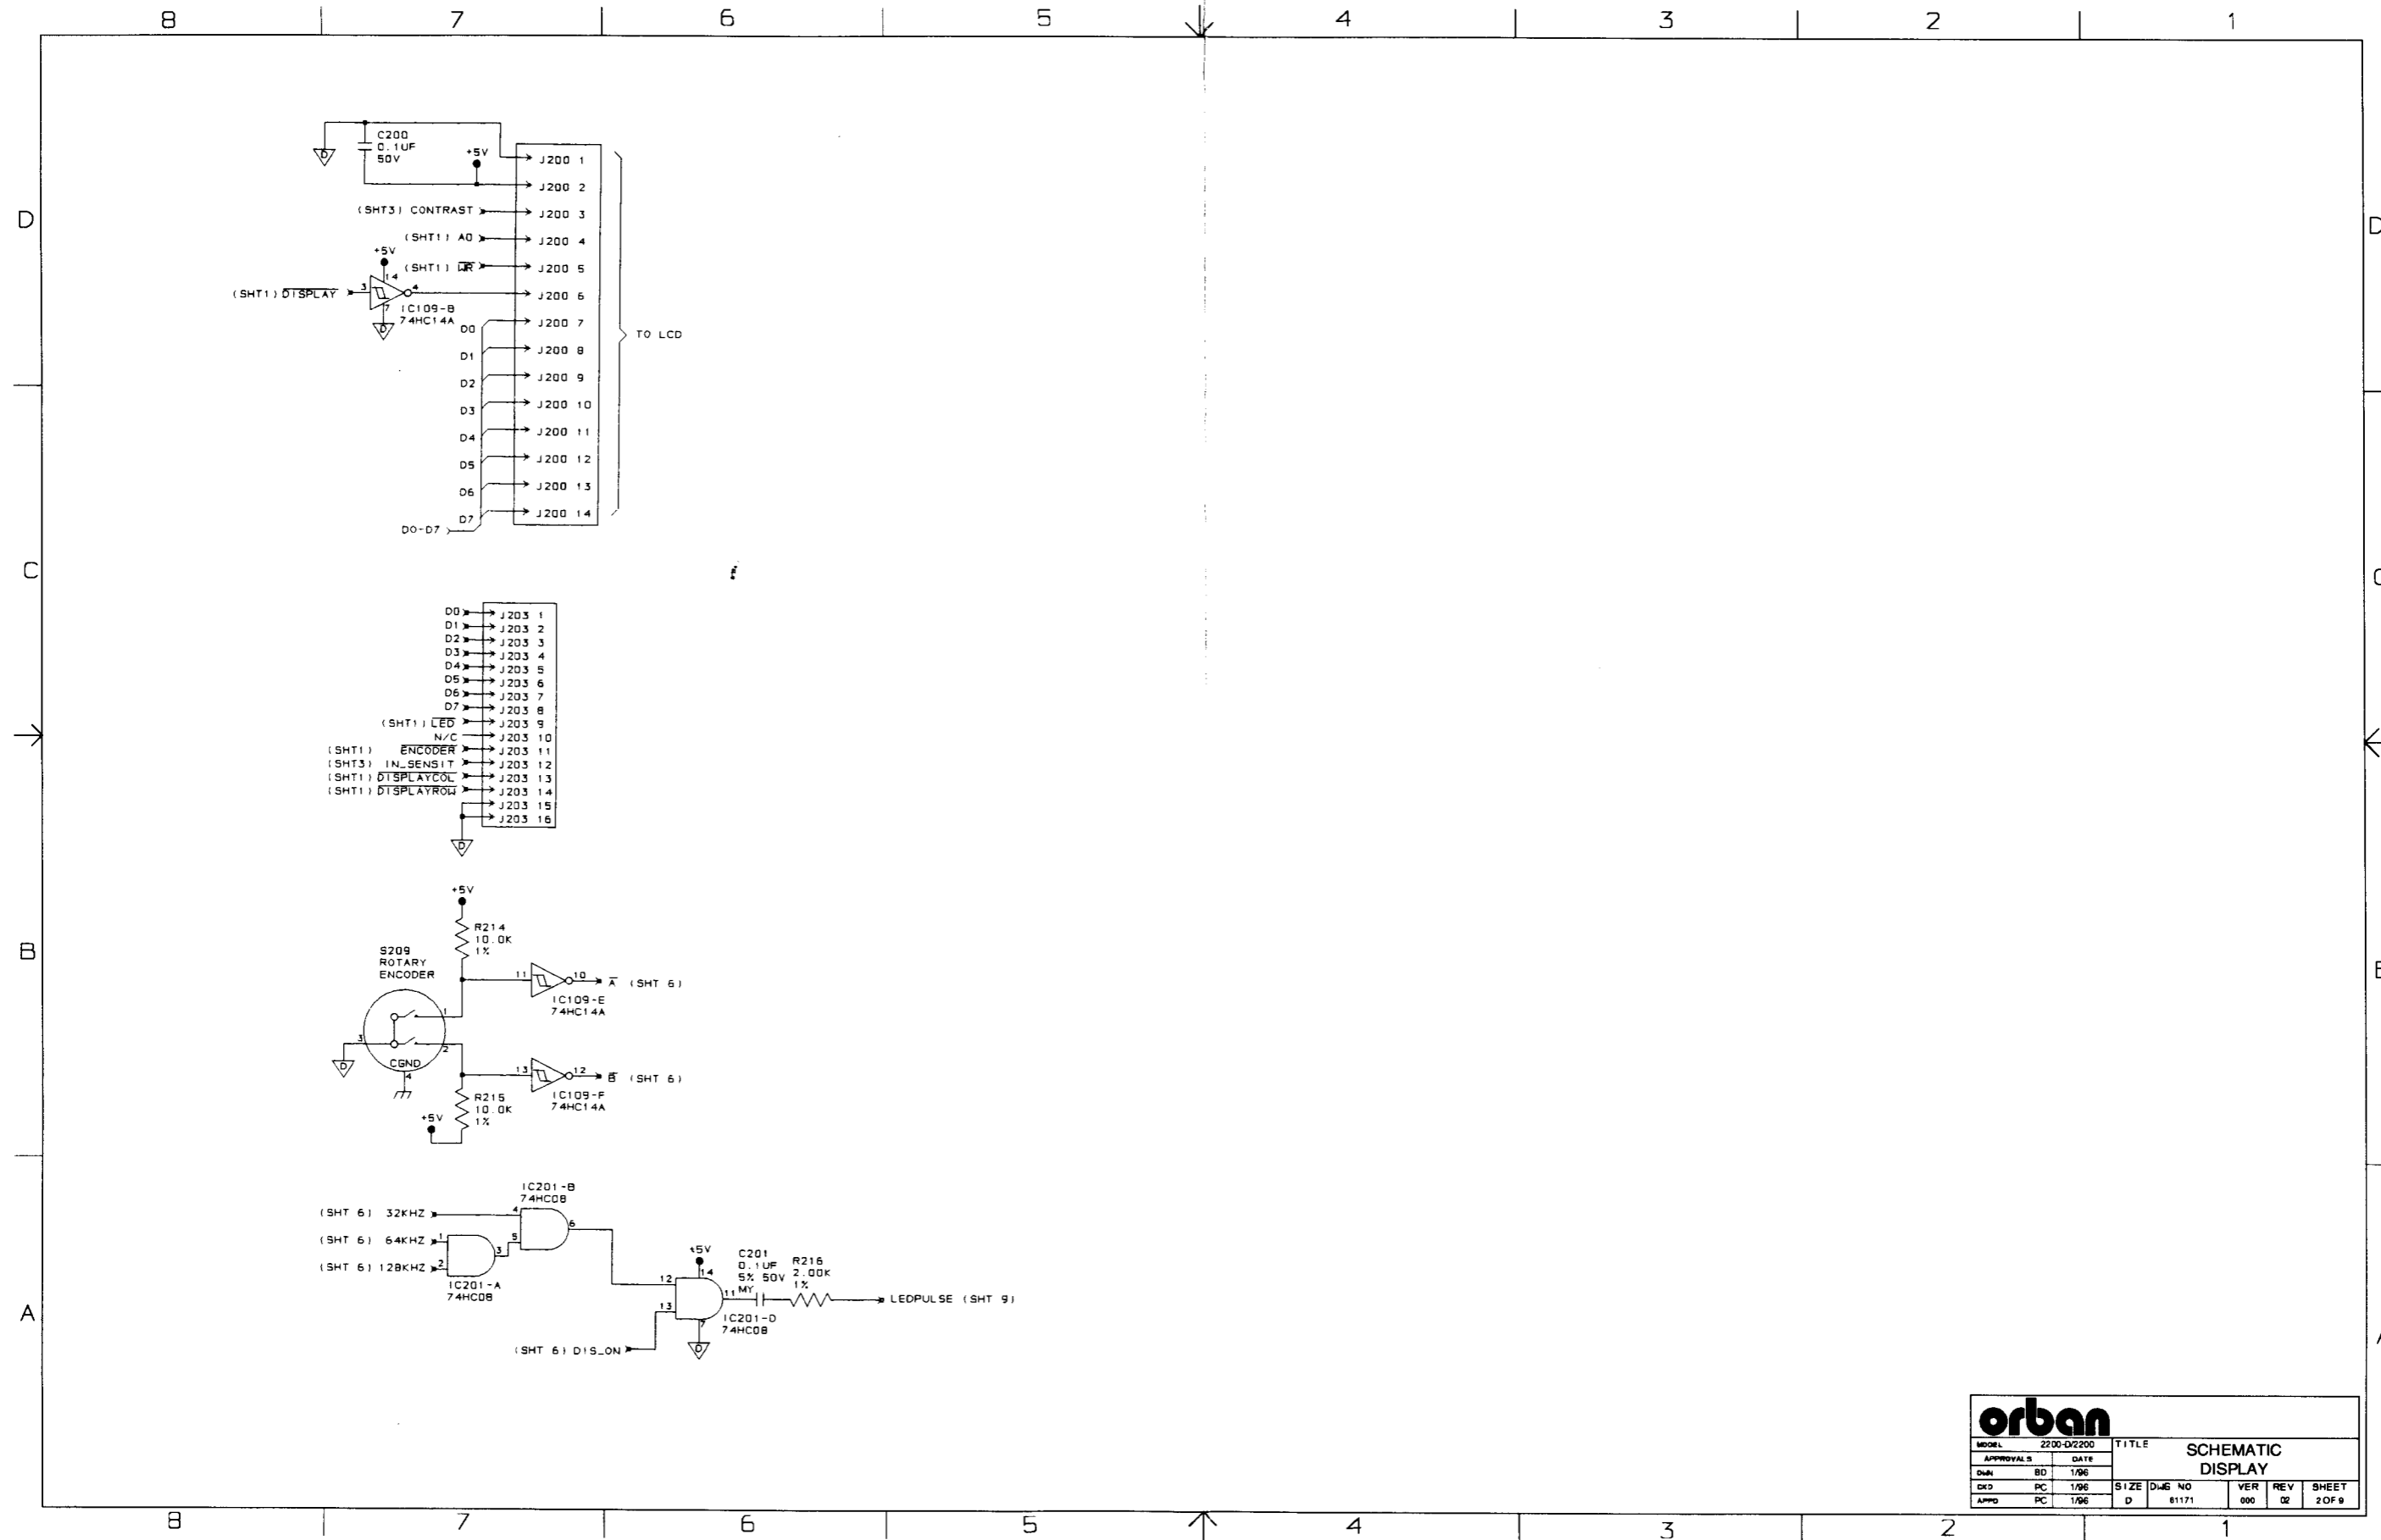 8 7 6 5 4 3 2 1
D
C
B
A
C200
0.1UF
50V
D
+5V
J200 1
J200 2
(SHT3) CONTRAST J200 3
(SHT1) A0 J200 4
(SHT1) WR J200 5
+5V
14
(SHT1) DISPLAY 3 4 J200 6
7
IC109-B
74HC14A
D
D0 J200 7
D1 J200 8
D2 J200 9
D3 J200 10
D4 J200 11
D5 J200 12
D6 J200 13
D7 J200 14
D0-D7
TO LCD
D0 J203 1
D1 J203 2
D2 J203 3
D3 J203 4
D4 J203 5
D5 J203 6
D6 J203 7
D7 J203 8
(SHT1) LED J203 9
N/C J203 10
(SHT1) ENCODER J203 11
(SHT3) IN_SENSIT J203 12
(SHT1) DISPLAYCOL J203 13
(SHT1) DISPLAYROW J203 14
J203 15
J203 16
D
+5V
R214
10.0K
1%
S209
ROTARY
ENCODER
11 10 A (SHT 6)
IC109-E
74HC14A
1
3
2
CGND
4
D
13 12 B (SHT 6)
IC109-F
74HC14A
R215
10.0K
1%
+5V
IC201-B
74HC08
(SHT 6) 32KHZ 4
6
(SHT 6) 64KHZ 1 5
3
(SHT 6) 128KHZ 2
IC201-A
74HC08
+5V
14
C201
0.1UF
5% 50V
MY
R216
2.00K
1%
12
13
11
LEDPULSE (SHT 9)
7
IC201-D
74HC08
D
(SHT 6) DIS_ON
orban
MODEL 2200-D/2200
APPROVALS DATE
DWN BD 1/96
CKD PC 1/96
APPD PC 1/96
TITLE SCHEMATIC
DISPLAY
SIZE DWG NO VER REV SHEET
D 61171 000 02 2 OF 9
D
C
B
A
8 7 6 5 4 3 2 1